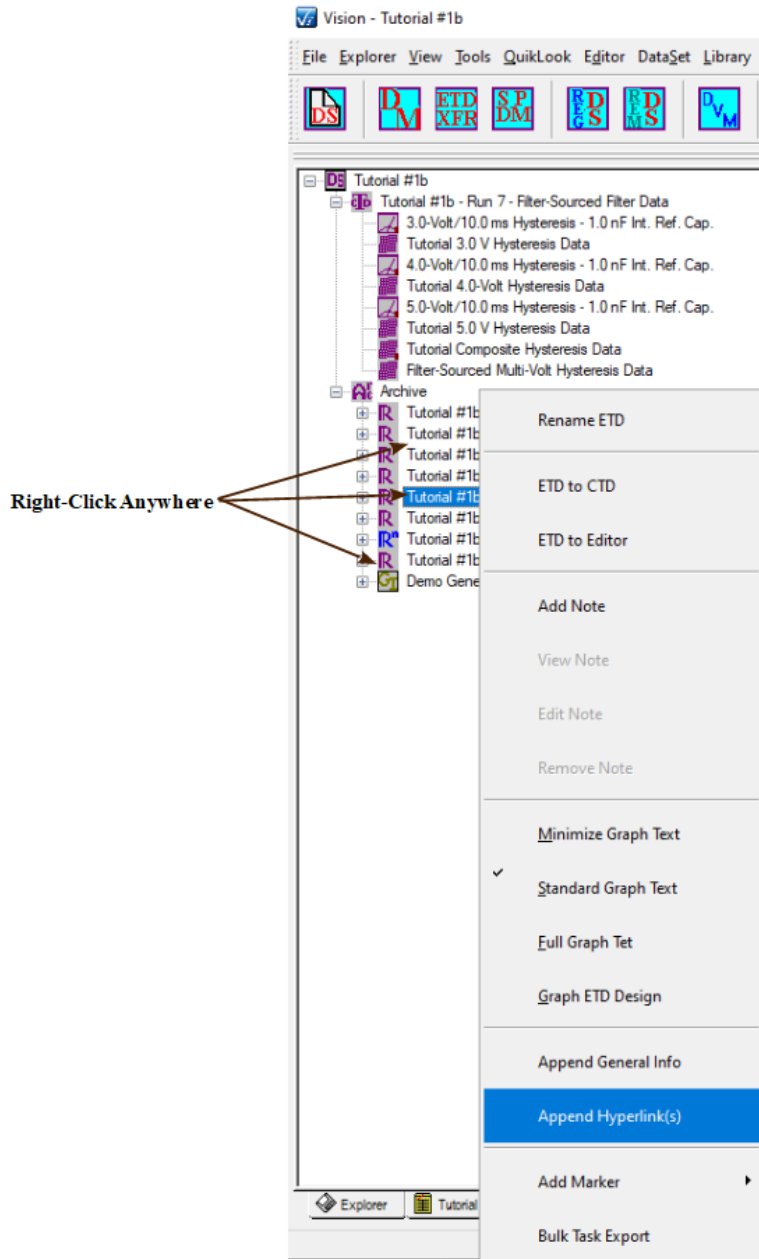 Vision - Tutorial #1b
File Explorer View Tools QuikLook Editor DataSet Library
DS
DM
ETD XFR
SP DM
REG DS
REM DS
DVM
DS Tutorial #1b
CTD Tutorial #1b - Run 7 - Filter-Sourced Filter Data
3.0-Volt/10.0 ms Hysteresis - 1.0 nF Int. Ref. Cap.
Tutorial 3.0 V Hysteresis Data
4.0-Volt/10.0 ms Hysteresis - 1.0 nF Int. Ref. Cap.
Tutorial 4.0-Volt Hysteresis Data
5.0-Volt/10.0 ms Hysteresis - 1.0 nF Int. Ref. Cap.
Tutorial 5.0 V Hysteresis Data
Tutorial Composite Hysteresis Data
Filter-Sourced Multi-Volt Hysteresis Data
Archive
R Tutorial #1b
R Tutorial #1b
R Tutorial #1b
R Tutorial #1b
R Tutorial #1b
R Tutorial #1b
Rn Tutorial #1b
R Tutorial #1b
GT Demo Gene
Right-Click Anywhere
Rename ETD
ETD to CTD
ETD to Editor
Add Note
View Note
Edit Note
Remove Note
Minimize Graph Text
Standard Graph Text
Full Graph Tet
Graph ETD Design
Append General Info
Append Hyperlink(s)
Add Marker
Bulk Task Export
Explorer
Tutorial